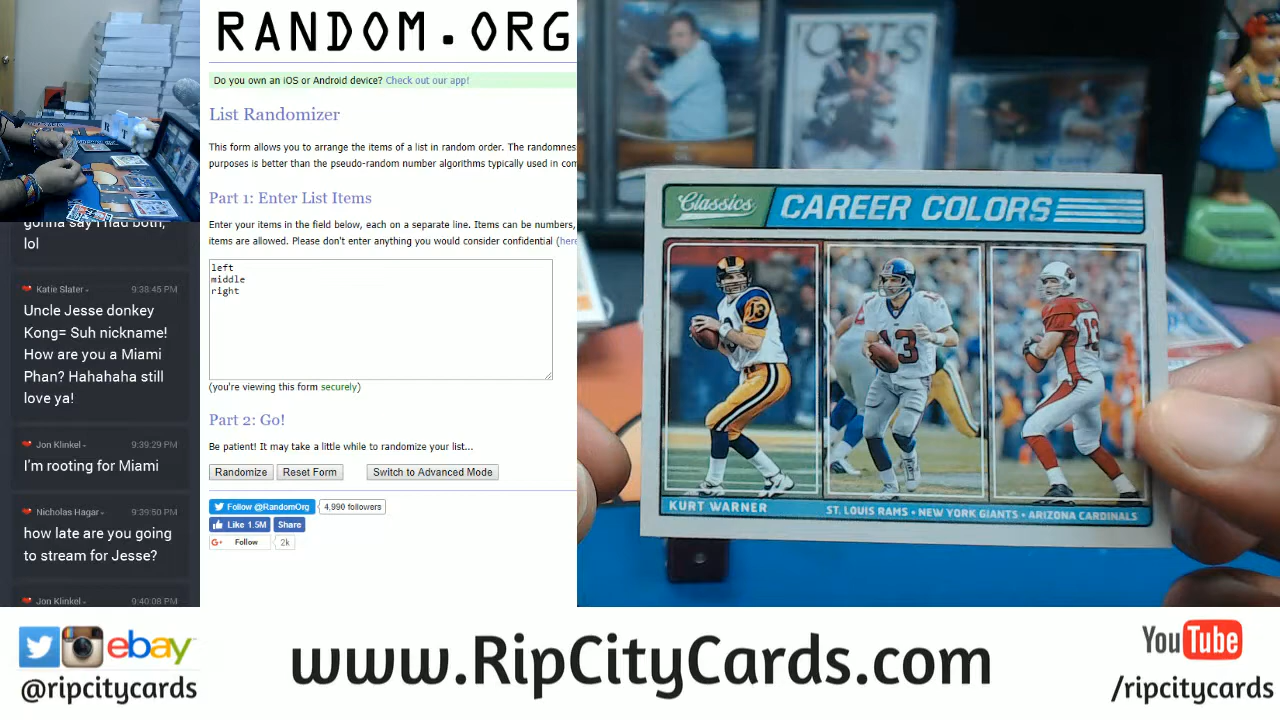 gonna say I had both,
lol
Katie Slater - 9:38:45 PM
Uncle Jesse donkey
Kong= Suh nickname!
How are you a Miami
Phan? Hahahaha still
love ya!
Jon Klinkel - 9:39:29 PM
I'm rooting for Miami
Nicholas Hagar - 9:39:50 PM
how late are you going
to stream for Jesse?
Jon Klinkel - 9:40:08 PM
RANDOM.ORG
Do you own an iOS or Android device? Check out our app!
List Randomizer
This form allows you to arrange the items of a list in random order. The randomness
purposes is better than the pseudo-random number algorithms typically used in com
Part 1: Enter List Items
Enter your items in the field below, each on a separate line. Items can be numbers,
items are allowed. Please don't enter anything you would consider confidential (here
left
middle
right
(you're viewing this form securely)
Part 2: Go!
Be patient! It may take a little while to randomize your list...
Randomize Reset Form Switch to Advanced Mode
Follow @RandomOrg 4,990 followers
Like 1.5M Share
G+ Follow 2k
Classics CAREER COLORS
13
13
13
KURT WARNER ST. LOUIS RAMS • NEW YORK GIANTS • ARIZONA CARDINALS
ebay
@ripcitycards
www.RipCityCards.com
YouTube
/ripcitycards